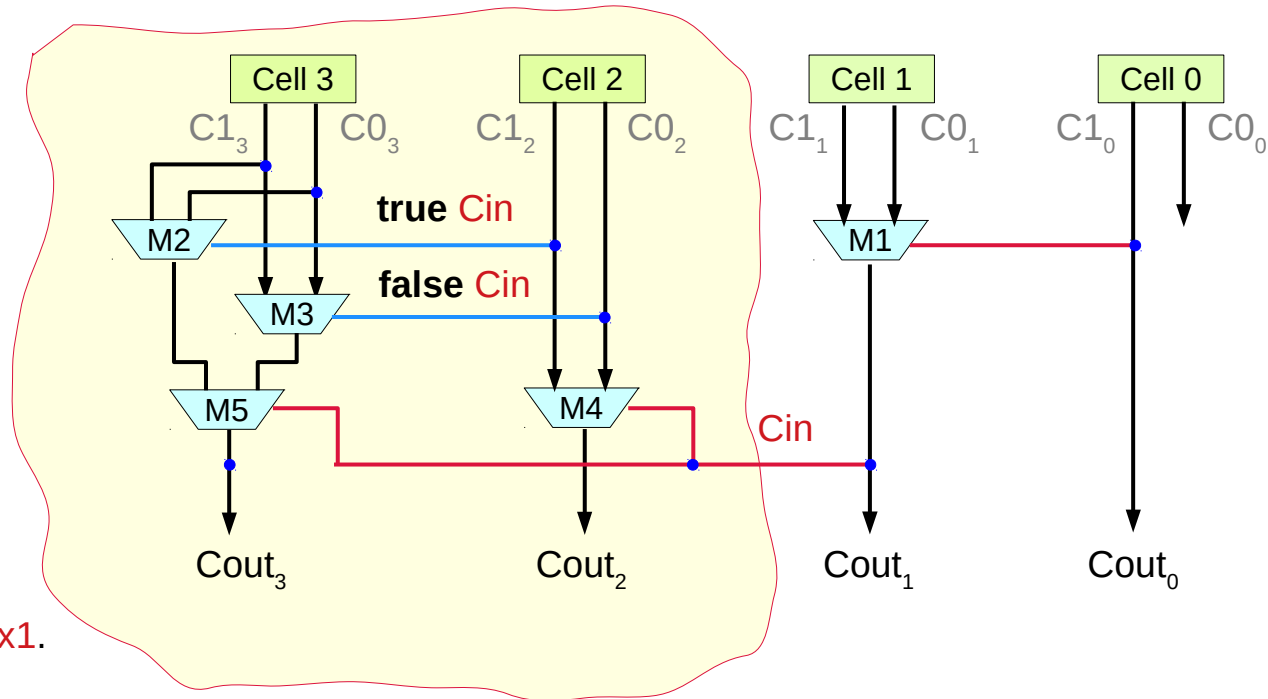 Cell 3 Cell 2 Cell 1 Cell 0
C1₃ C0₃ C1₂ C0₂ C1₁ C0₁ C1₀ C0₀
true Cin
M2 M1
false Cin
M3
M5 M4
Cin
Cout₃ Cout₂ Cout₁ Cout₀
x1.